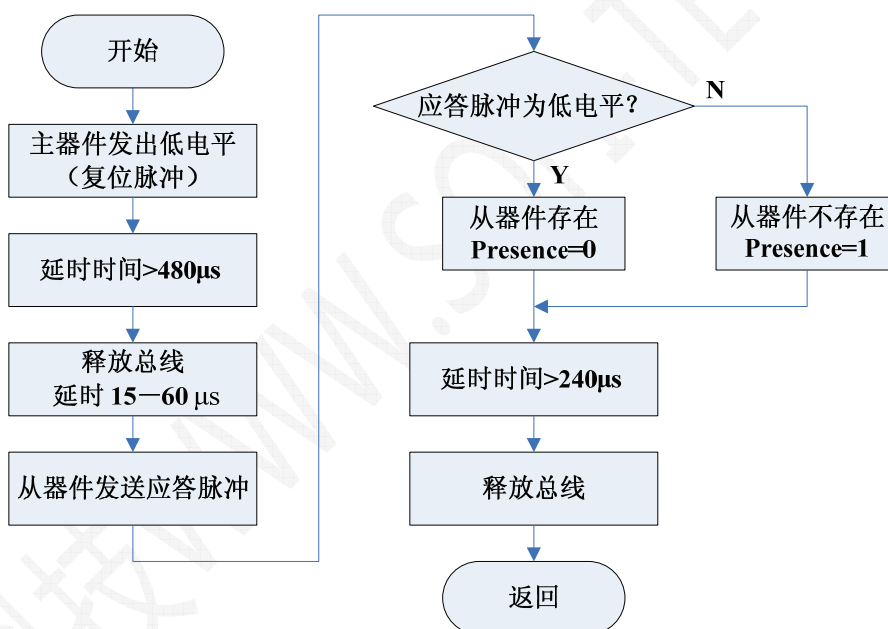 开始
主器件发出低电平
（复位脉冲）
延时时间>480μs
释放总线
延时 15－60 μs
从器件发送应答脉冲
应答脉冲为低电平？
N
Y
从器件存在
Presence=0
从器件不存在
Presence=1
延时时间>240μs
释放总线
返回